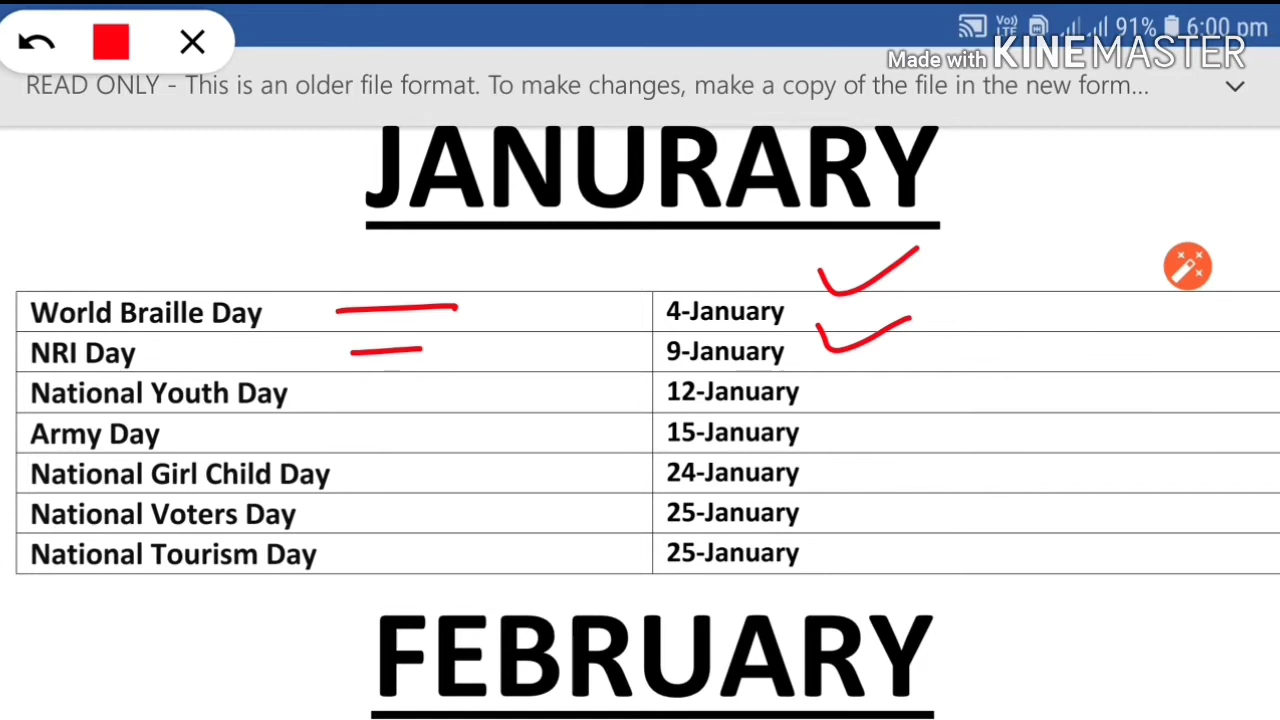 91% 6:00 pm
Made with KINEMASTER
READ ONLY - This is an older file format. To make changes, make a copy of the file in the new form...
JANURARY
World Braille Day 4-January
NRI Day 9-January
National Youth Day 12-January
Army Day 15-January
National Girl Child Day 24-January
National Voters Day 25-January
National Tourism Day 25-January
FEBRUARY